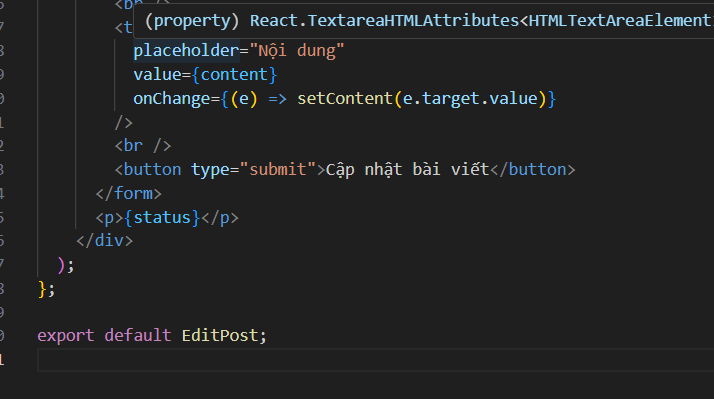 <br />
(property) React.TextareaHTMLAttributes<HTMLTextAreaElement
<t
placeholder="Nội dung"
value={content}
onChange={(e) => setContent(e.target.value)}
/>
<br />
<button type="submit">Cập nhật bài viết</button>
</form>
<p>{status}</p>
</div>
);
};
export default EditPost;